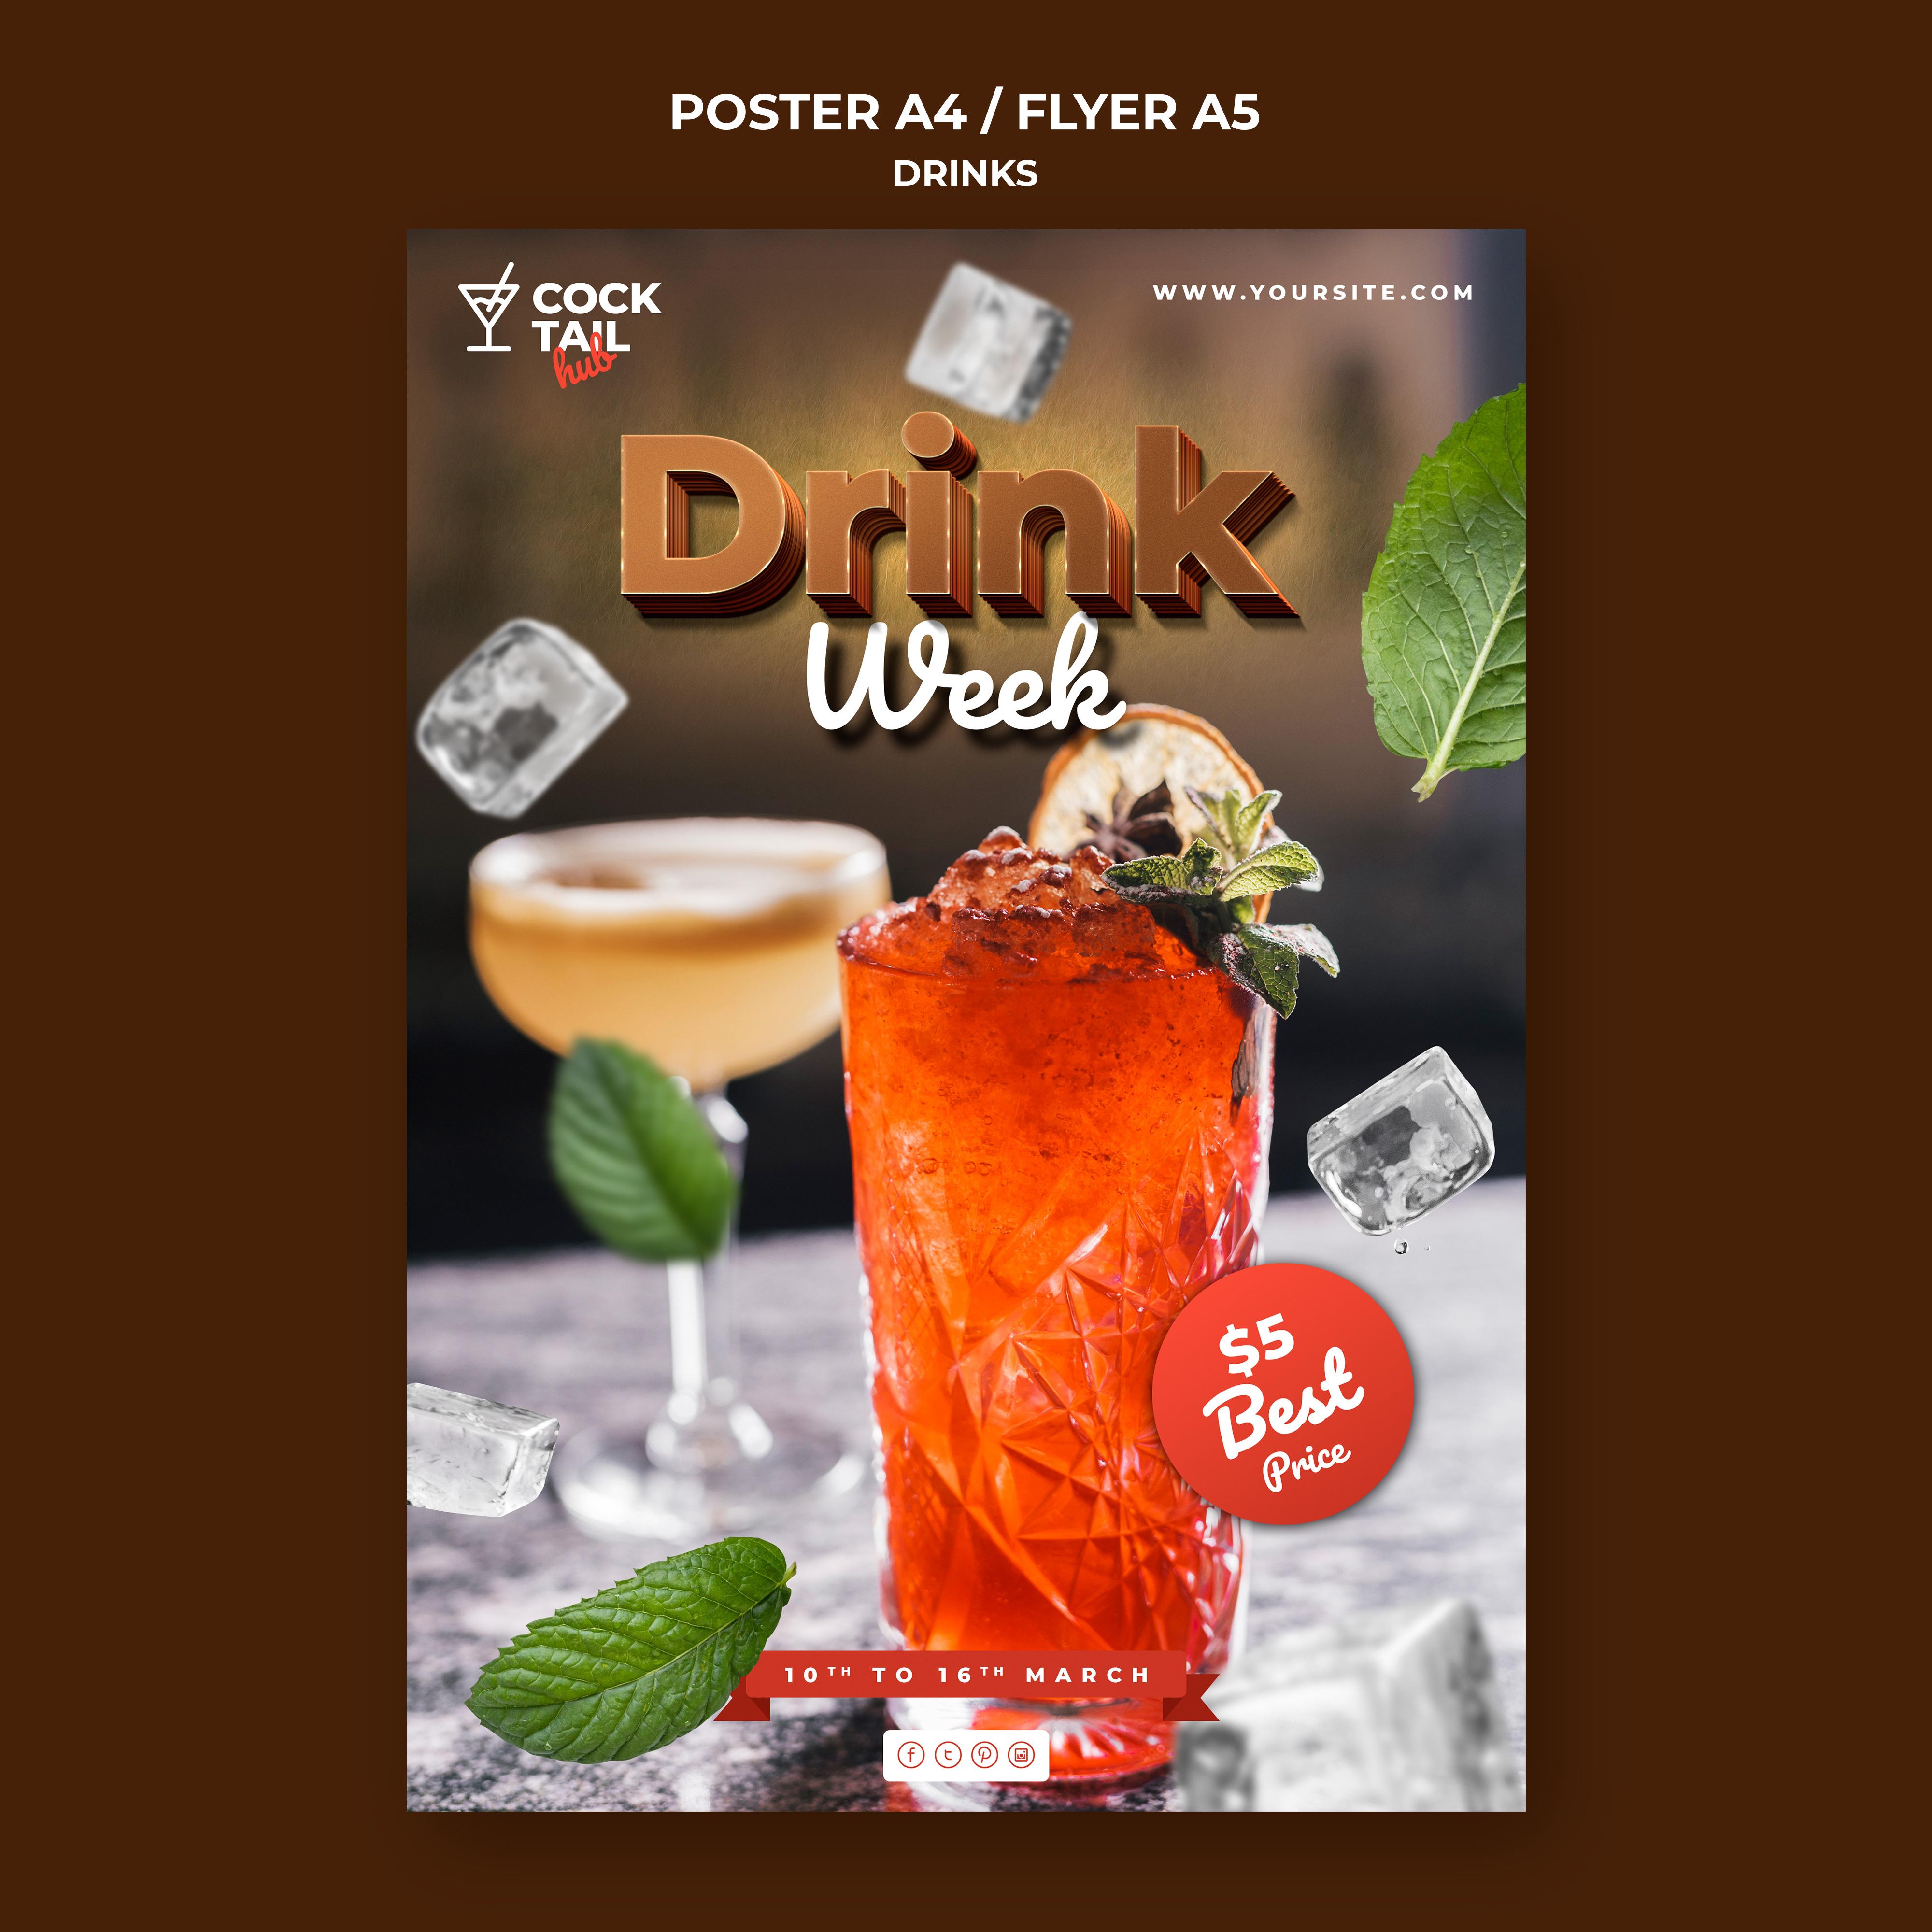 POSTER A4 / FLYER A5
DRINKS
COCK
TAIL
hub
WWW.YOURSITE.COM
Drink
Week
$5
Best
Price
10TH TO 16TH MARCH